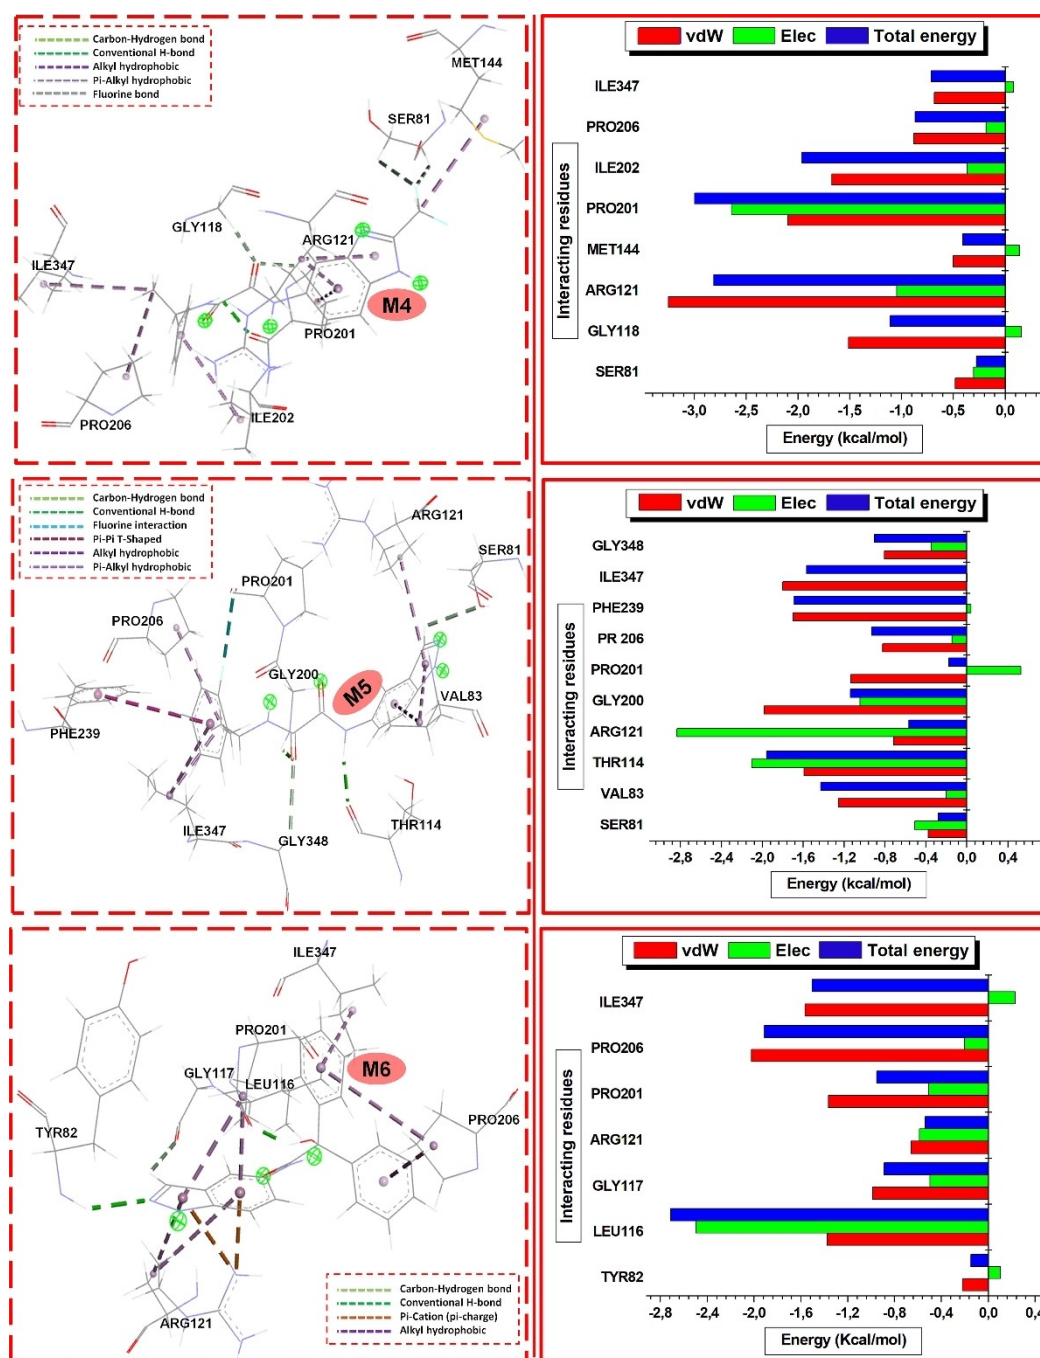 Carbon-Hydrogen bond
Conventional H-bond
Alkyl hydrophobic
Pi-Alkyl hydrophobic
Fluorine bond
MET144
SER81
GLY118
ARG121
ILE347
M4
PRO201
PRO206
ILE202
vdW Elec Total energy
Interacting residues
ILE347
PRO206
ILE202
PRO201
MET144
ARG121
GLY118
SER81
-3,0 -2,5 -2,0 -1,5 -1,0 -0,5 0,0
Energy (kcal/mol)
Carbon-Hydrogen bond
Conventional H-bond
Fluorine interaction
Pi-Pi T-Shaped
Alkyl hydrophobic
Pi-Alkyl hydrophobic
ARG121
SER81
PRO201
PRO206
GLY200
M5
VAL83
PHE239
ILE347
GLY348
THR114
vdW Elec Total energy
Interacting residues
GLY348
ILE347
PHE239
PR 206
PRO201
GLY200
ARG121
THR114
VAL83
SER81
-2,8 -2,4 -2,0 -1,6 -1,2 -0,8 -0,4 0,0 0,4
Energy (kcal/mol)
ILE347
PRO201
M6
GLY117
LEU116
PRO206
TYR82
ARG121
Carbon-Hydrogen bond
Conventional H-bond
Pi-Cation (pi-charge)
Alkyl hydrophobic
vdW Elec Total energy
Interacting residues
ILE347
PRO206
PRO201
ARG121
GLY117
LEU116
TYR82
-2,8 -2,4 -2,0 -1,6 -1,2 -0,8 -0,4 0,0 0,4
Energy (Kcal/mol)